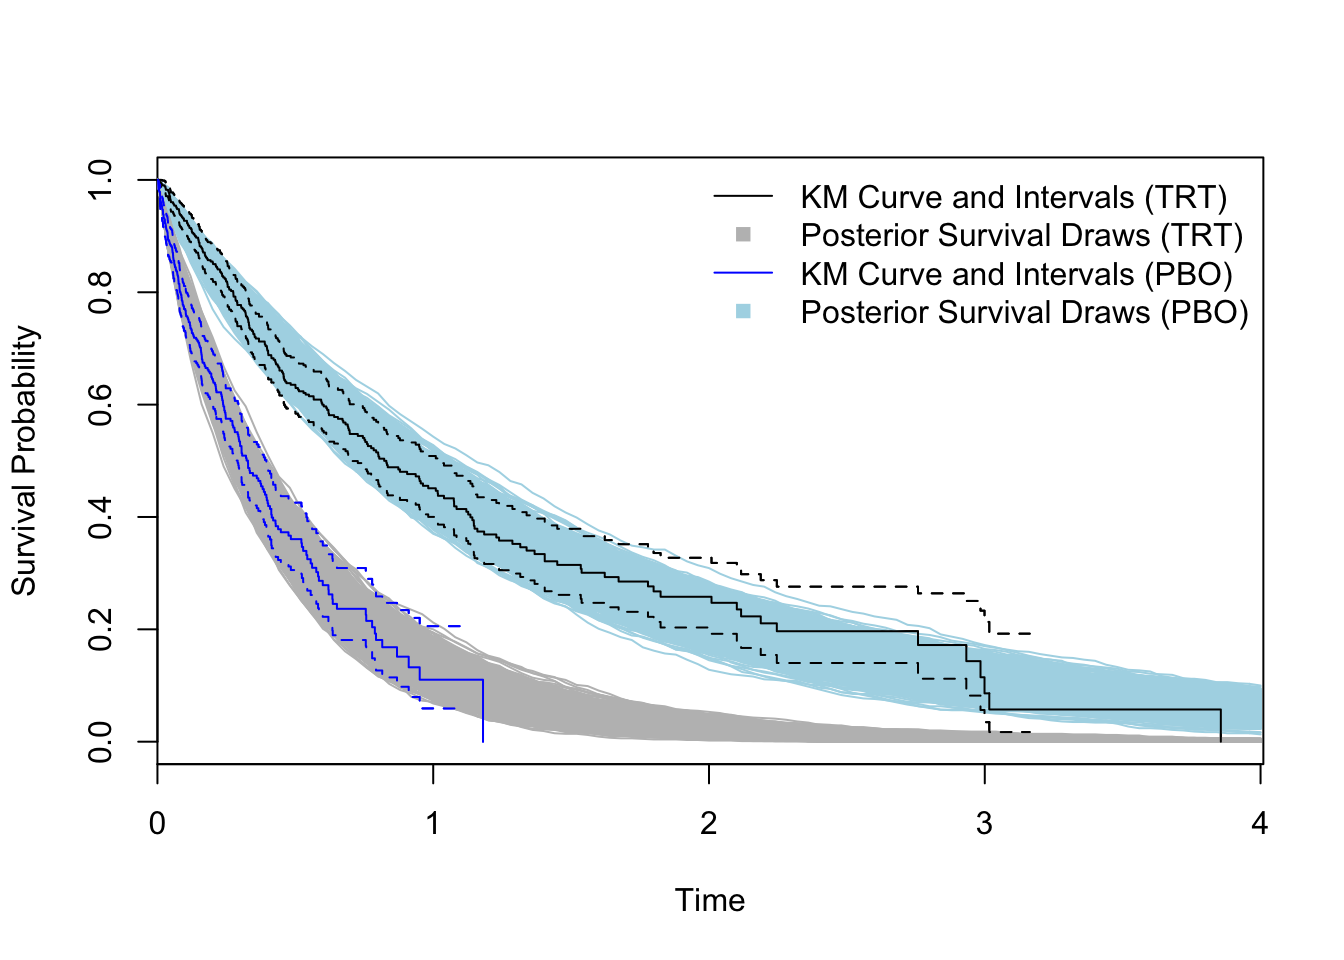 KM Curve and Intervals (TRT)
Posterior Survival Draws (TRT)
KM Curve and Intervals (PBO)
Posterior Survival Draws (PBO)
Survival Probability
1.0
0.8
0.6
0.4
0.2
0.0
0 1 2 3 4
Time